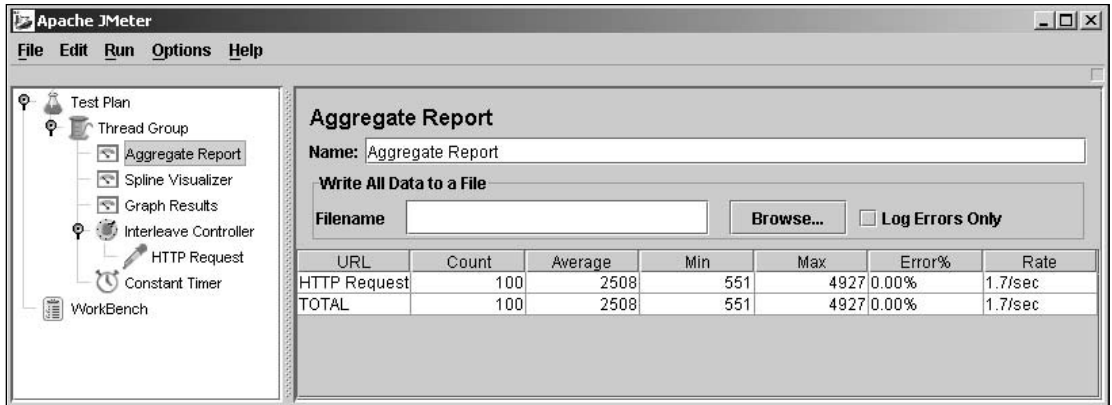 Apache JMeter
File Edit Run Options Help
Test Plan
Thread Group
Aggregate Report
Spline Visualizer
Graph Results
Interleave Controller
HTTP Request
Constant Timer
WorkBench
Aggregate Report
Name: Aggregate Report
Write All Data to a File
Filename Browse... Log Errors Only
URL Count Average Min Max Error% Rate
HTTP Request 100 2508 551 4927 0.00% 1.7/sec
TOTAL 100 2508 551 4927 0.00% 1.7/sec